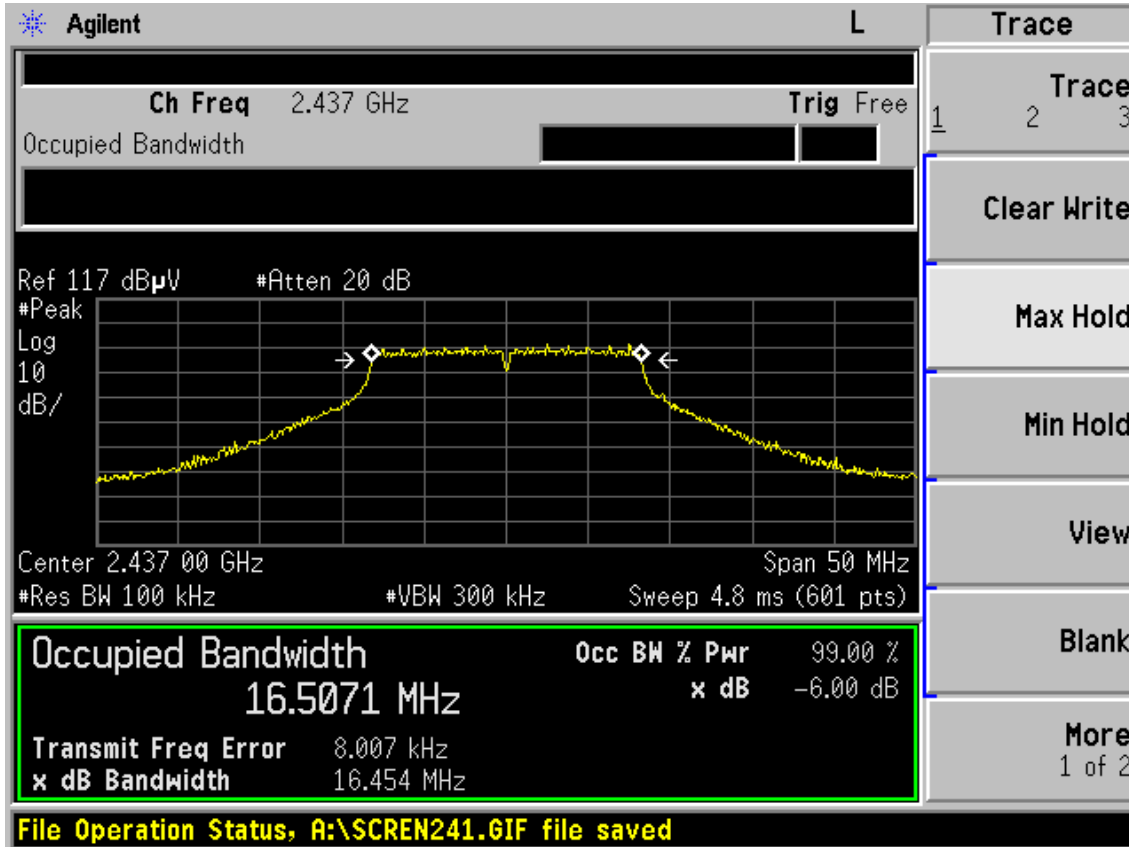 Agilent L Trace
Ch Freq 2.437 GHz Trig Free
Occupied Bandwidth
Trace
1 2 3
Clear Write
Max Hold
Min Hold
View
Blank
More
1 of 2
Ref 117 dBµV #Atten 20 dB
#Peak
Log
10
dB/
Center 2.437 00 GHz Span 50 MHz
#Res BW 100 kHz #VBW 300 kHz Sweep 4.8 ms (601 pts)
Occupied Bandwidth Occ BW % Pwr 99.00 %
16.5071 MHz x dB -6.00 dB
Transmit Freq Error 8.007 kHz
x dB Bandwidth 16.454 MHz
File Operation Status, A:\SCREN241.GIF file saved